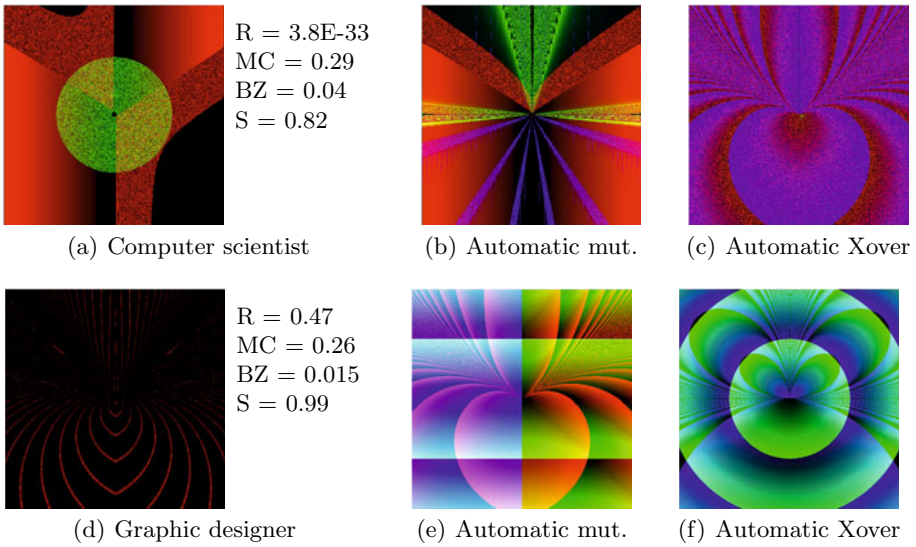 R = 3.8E-33
MC = 0.29
BZ = 0.04
S = 0.82
(a) Computer scientist
(b) Automatic mut.
(c) Automatic Xover
R = 0.47
MC = 0.26
BZ = 0.015
S = 0.99
(d) Graphic designer
(e) Automatic mut.
(f) Automatic Xover